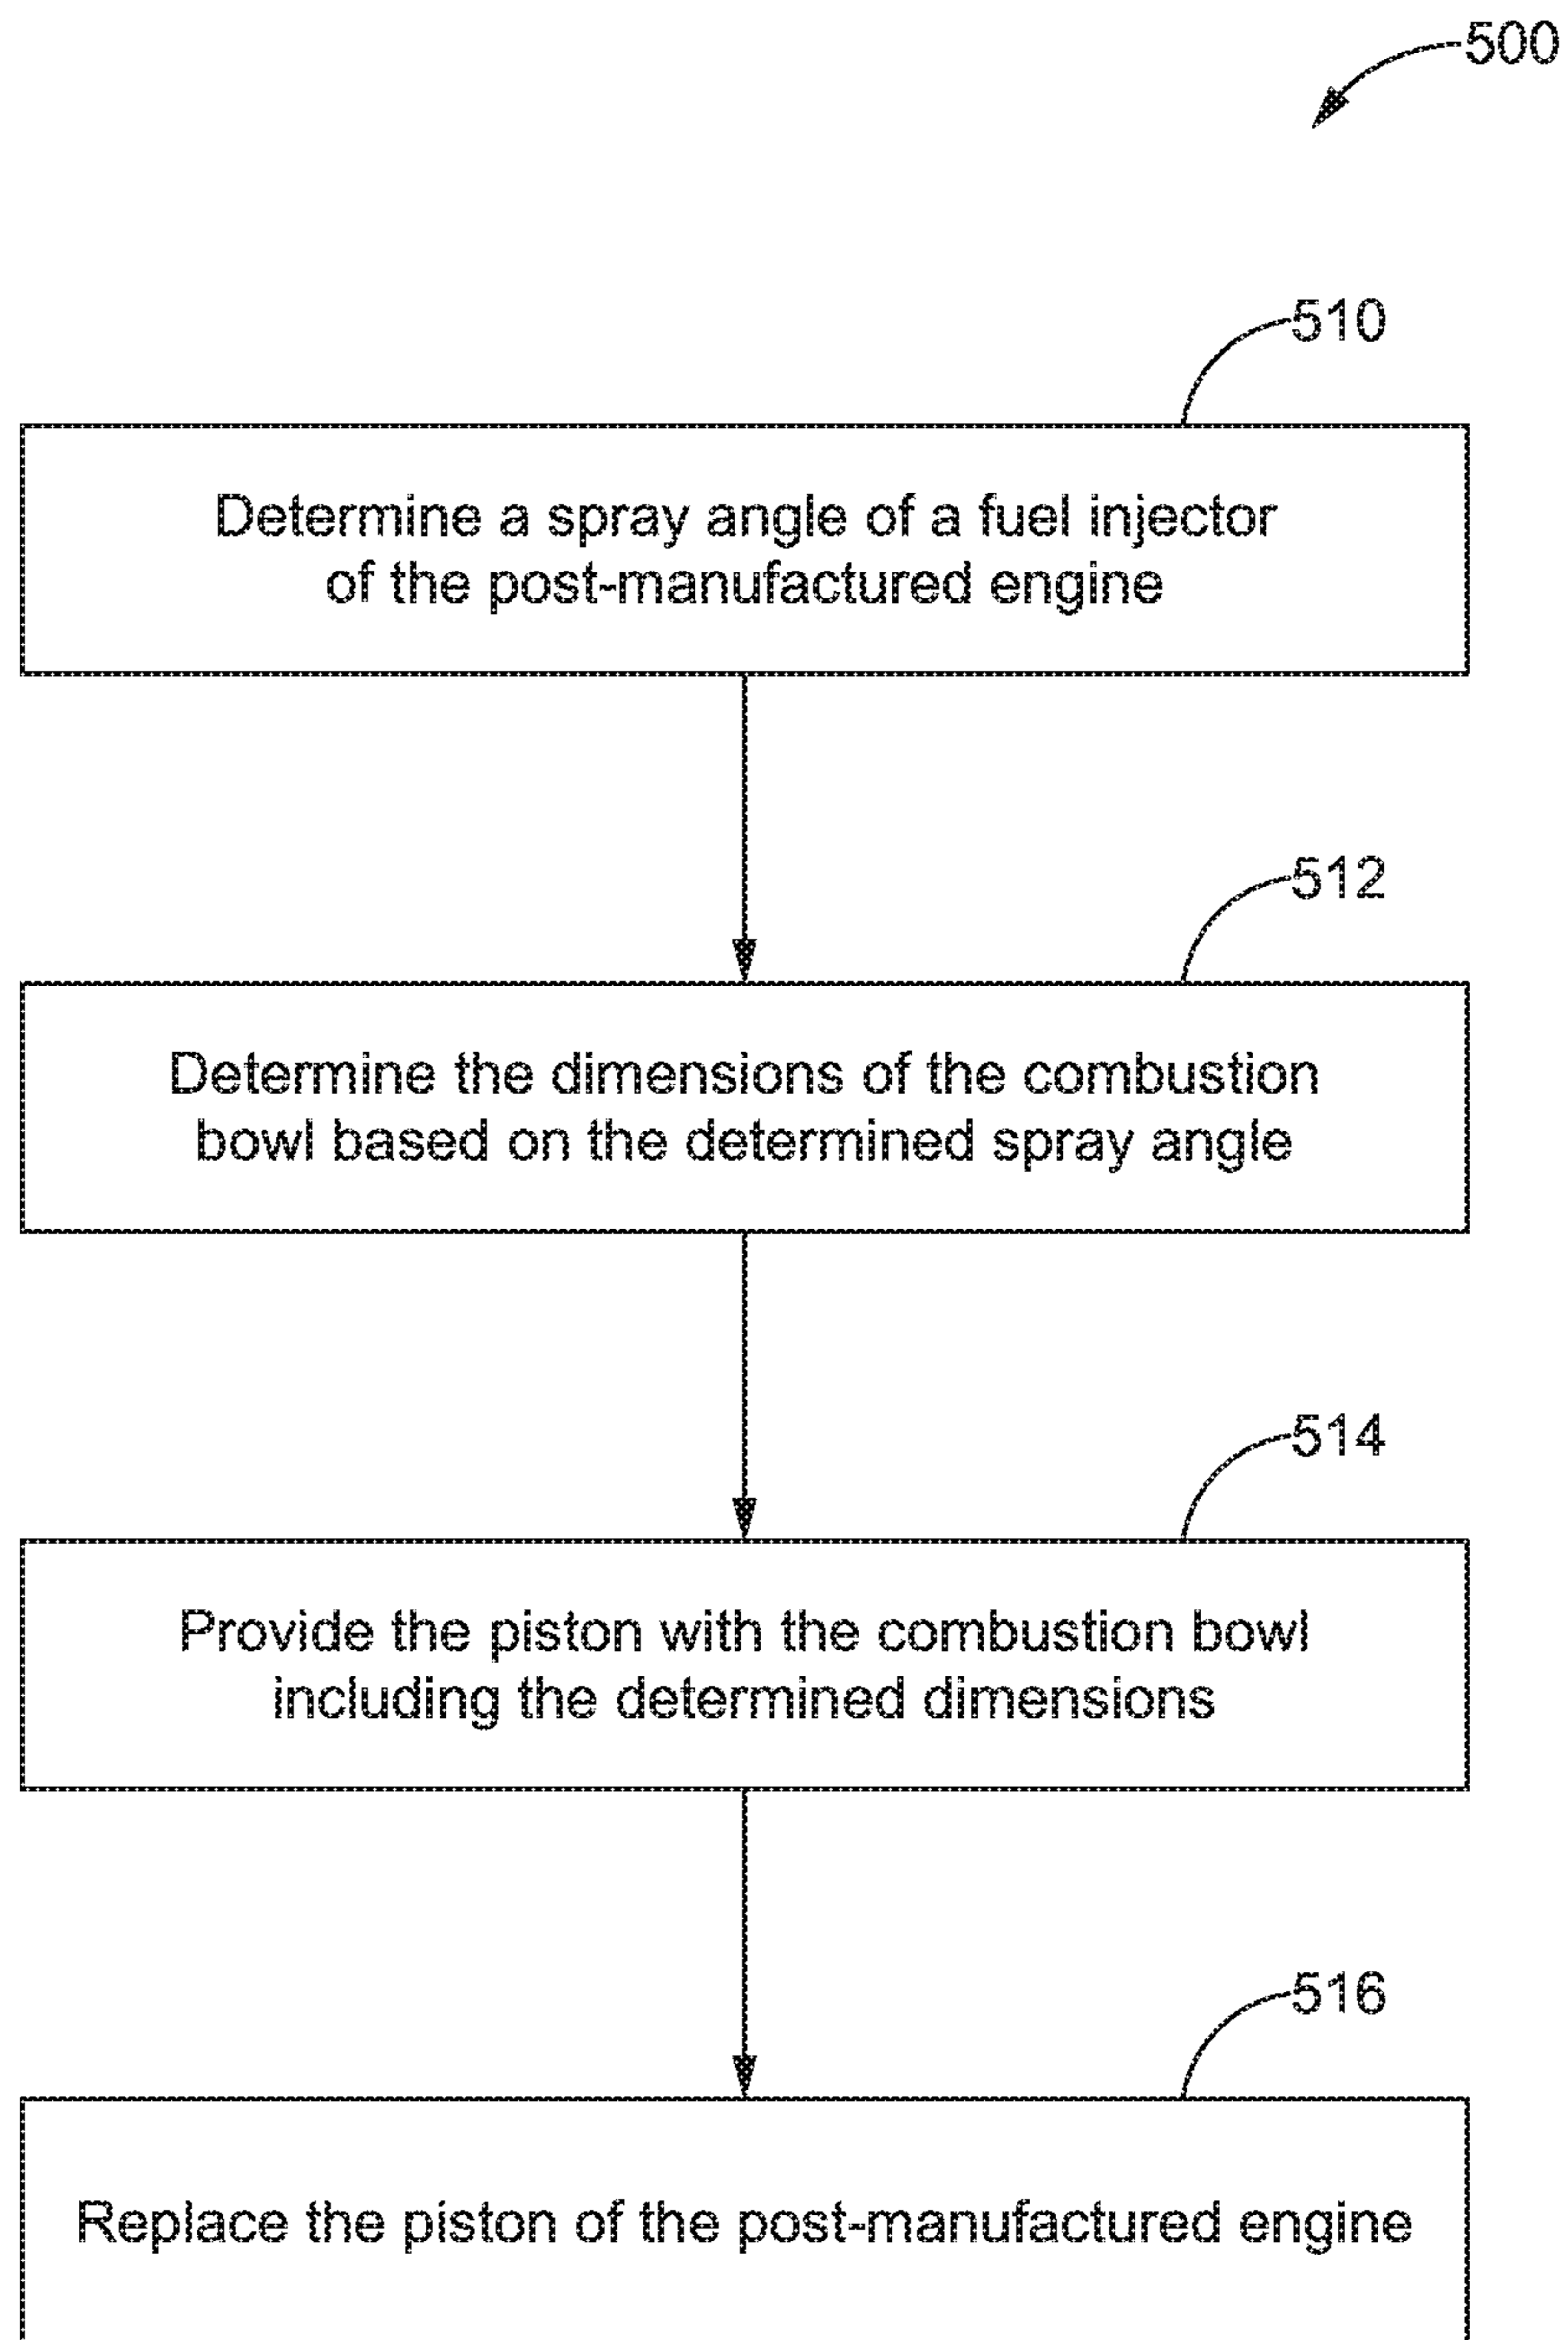 500
510
Determine a spray angle of a fuel injector
of the post-manufactured engine
512
Determine the dimensions of the combustion
bowl based on the determined spray angle
514
Provide the piston with the combustion bowl
including the determined dimensions
516
Replace the piston of the post-manufactured engine